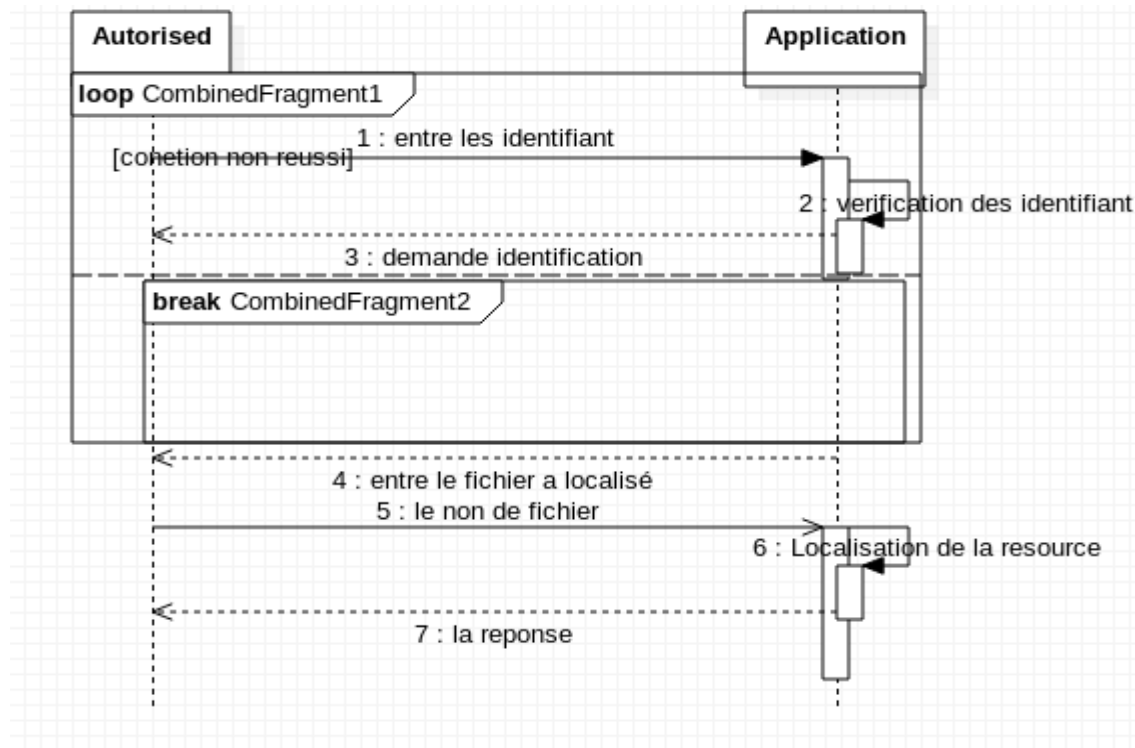 Autorised
Application
loop CombinedFragment1
1 : entre les identifiant
[conetion non reussi]
2 : verification des identifiant
3 : demande identification
break CombinedFragment2
4 : entre le fichier a localisé
5 : le non de fichier
6 : Localisation de la resource
7 : la reponse